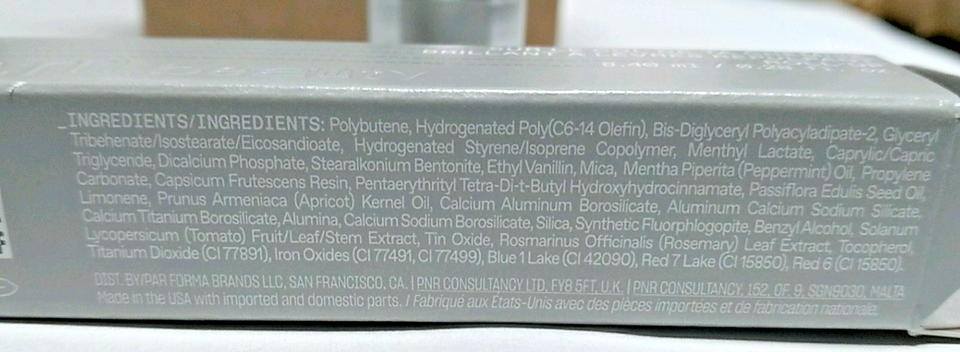 _INGREDIENTS/INGREDIENTS: Polybutene, Hydrogenated Poly(C6-14 Olefin), Bis-Diglyceryl Polyacyladipate-2, Glyceryl
Tribehenate/Isostearate/Eicosandioate, Hydrogenated Styrene/Isoprene Copolymer, Menthyl Lactate, Caprylic/Capric
Triglycende, Dicalcium Phosphate, Stearalkonium Bentonite, Ethyl Vanillin, Mica, Mentha Piperita (Peppermint) Oil, Propylene
Carbonate, Capsicum Frutescens Resin, Pentaerythrityl Tetra-Di-t-Butyl Hydroxyhydrocinnamate, Passiflora Edulis Seed Oil,
Limonene, Prunus Armeniaca (Apricot) Kernel Oil, Calcium Aluminum Borosilicate, Aluminum Calcium Sodium Silicate,
Calcium Titanium Borosilicate, Alumina, Calcium Sodium Borosilicate, Silica, Synthetic Fluorphlogopite, Benzyl Alcohol, Solanum
Lycopersicum (Tomato) Fruit/Leaf/Stem Extract, Tin Oxide, Rosmarinus Officinalis (Rosemary) Leaf Extract, Tocopherol,
Titanium Dioxide (CI 77891), Iron Oxides (CI 77491, CI 77499), Blue 1 Lake (CI 42090), Red 7 Lake (CI 15850), Red 6 (CI 15850).
DIST. BY/PAR FORMA BRANDS LLC, SAN FRANCISCO, CA. | PNR CONSULTANCY LTD. FY8 5FT, U.K. | PNR CONSULTANCY, 152, OF. 9, SGN9030, MALTA
Made in the USA with imported and domestic parts. / Fabriqué aux États-Unis avec des pièces importées et de fabrication nationale.